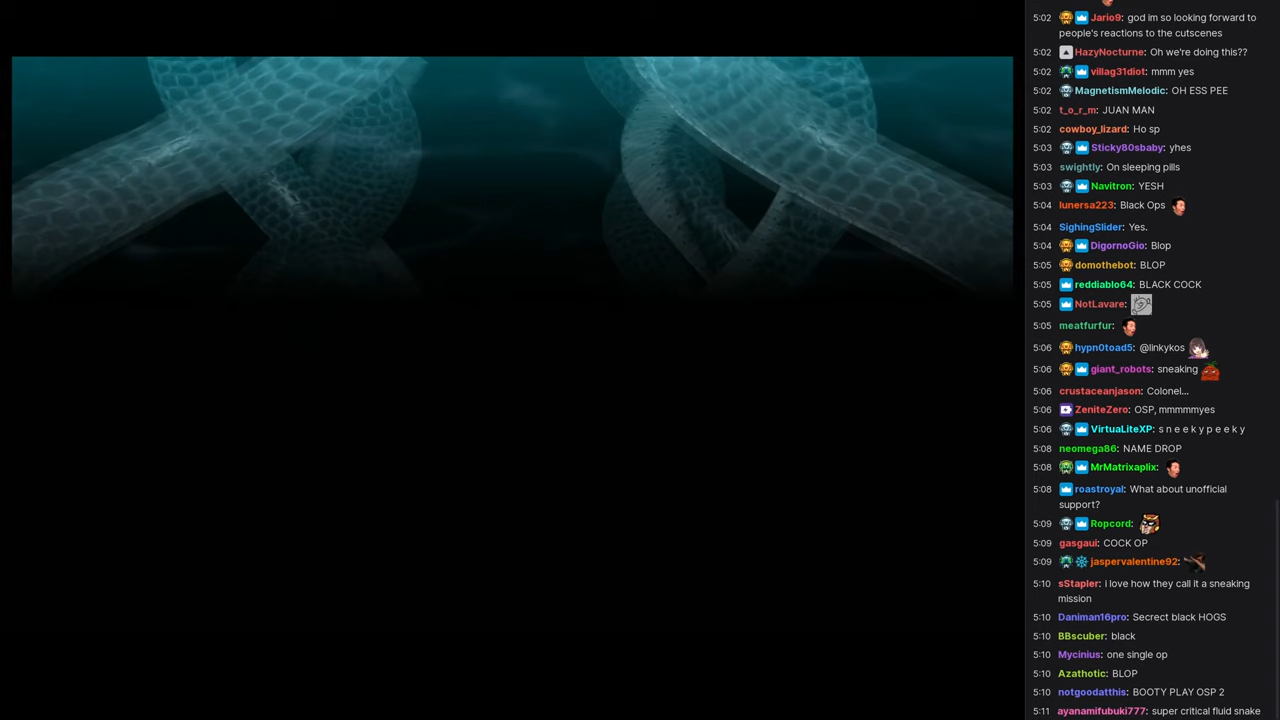 5:02 Jario9: god im so looking forward to
people's reactions to the cutscenes
5:02 HazyNocturne: Oh we're doing this??
5:02 villag31diot: mmm yes
5:02 MagnetismMelodic: OH ESS PEE
5:02 t_o_r_m: JUAN MAN
5:02 cowboy_lizard: Ho sp
5:03 Sticky80sbaby: yhes
5:03 swightly: On sleeping pills
5:03 Navitron: YESH
5:04 lunersa223: Black Ops
5:04 SighingSlider: Yes.
5:04 DigornoGio: Blop
5:05 domothebot: BLOP
5:05 reddiablo64: BLACK COCK
5:05 NotLavare:
5:05 meatfurfur:
5:06 hypn0toad5: @linkykos
5:06 giant_robots: sneaking
5:06 crustaceanjason: Colonel...
5:06 ZeniteZero: OSP, mmmmmyes
5:06 VirtuaLiteXP: s n e e k y p e e k y
5:08 neomega86: NAME DROP
5:08 MrMatrixaplix:
5:08 roastroyal: What about unofficial
support?
5:09 Ropcord:
5:09 gasgaui: COCK OP
5:09 jaspervalentine92:
5:10 sStapler: i love how they call it a sneaking
mission
5:10 Daniman16pro: Secrect black HOGS
5:10 BBscuber: black
5:10 Mycinius: one single op
5:10 Azathotic: BLOP
5:10 notgoodatthis: BOOTY PLAY OSP 2
5:11 ayanamifubuki777: super critical fluid snake